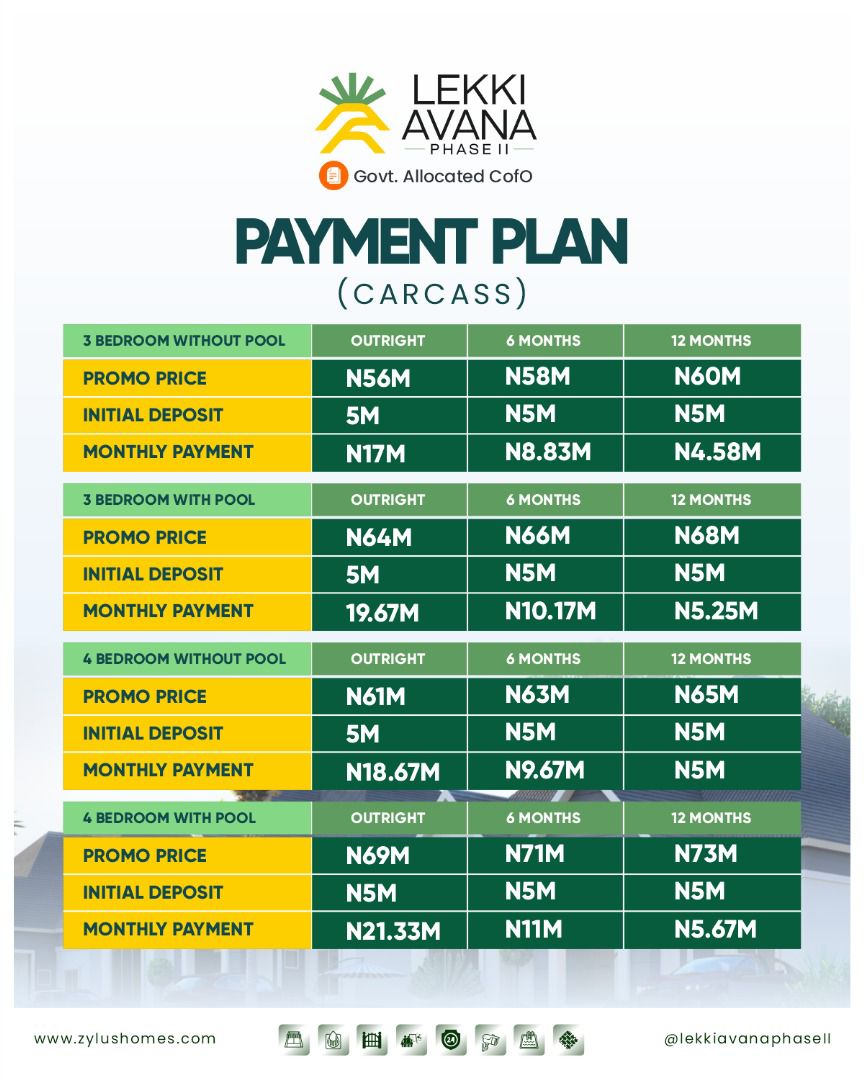 LEKKI
AVANA
PHASE II
Govt. Allocated CofO
PAYMENT PLAN
(CARCASS)
3 BEDROOM WITHOUT POOL OUTRIGHT 6 MONTHS 12 MONTHS
PROMO PRICE N56M N58M N60M
INITIAL DEPOSIT 5M N5M N5M
MONTHLY PAYMENT N17M N8.83M N4.58M
3 BEDROOM WITH POOL OUTRIGHT 6 MONTHS 12 MONTHS
PROMO PRICE N64M N66M N68M
INITIAL DEPOSIT 5M N5M N5M
MONTHLY PAYMENT 19.67M N10.17M N5.25M
4 BEDROOM WITHOUT POOL OUTRIGHT 6 MONTHS 12 MONTHS
PROMO PRICE N61M N63M N65M
INITIAL DEPOSIT 5M N5M N5M
MONTHLY PAYMENT N18.67M N9.67M N5M
4 BEDROOM WITH POOL OUTRIGHT 6 MONTHS 12 MONTHS
PROMO PRICE N69M N71M N73M
INITIAL DEPOSIT N5M N5M N5M
MONTHLY PAYMENT N21.33M N11M N5.67M
www.zylushomes.com @lekkiavanaphaseII